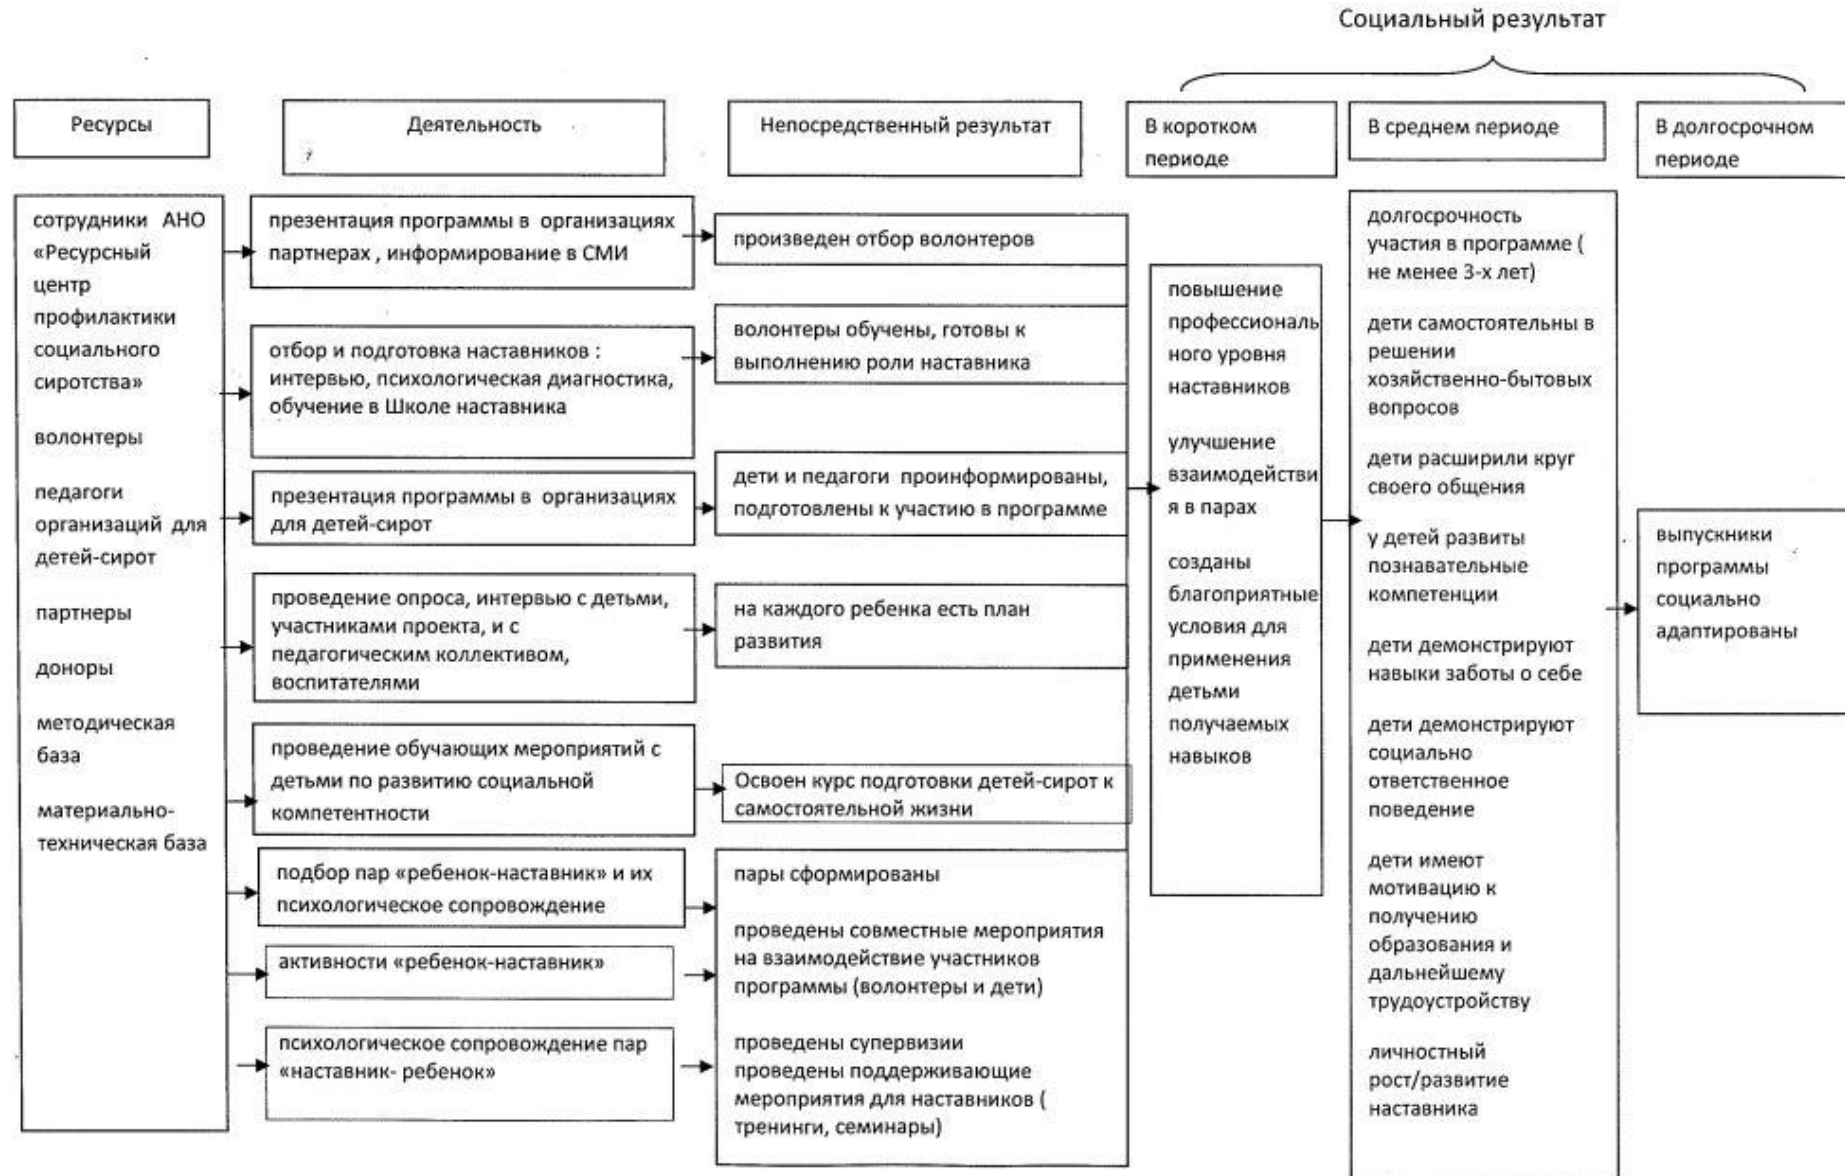 Социальный результат
Ресурсы
Деятельность
Непосредственный результат
В коротком
периоде
В среднем периоде
В долгосрочном
периоде
сотрудники АНО
«Ресурсный
центр
профилактики
социального
сиротства»
волонтеры
педагоги
организаций для
детей-сирот
партнеры
доноры
методическая
база
материально-
техническая база
презентация программы в организациях
партнерах , информирование в СМИ
отбор и подготовка наставников :
интервью, психологическая диагностика,
обучение в Школе наставника
презентация программы в организациях
для детей-сирот
проведение опроса, интервью с детьми,
участниками проекта, и с
педагогическим коллективом,
воспитателями
проведение обучающих мероприятий с
детьми по развитию социальной
компетентности
подбор пар «ребенок-наставник» и их
психологическое сопровождение
активности «ребенок-наставник»
психологическое сопровождение пар
«наставник- ребенок»
произведен отбор волонтеров
волонтеры обучены, готовы к
выполнению роли наставника
дети и педагоги проинформированы,
подготовлены к участию в программе
на каждого ребенка есть план
развития
Освоен курс подготовки детей-сирот к
самостоятельной жизни
пары сформированы
проведены совместные мероприятия
на взаимодействие участников
программы (волонтеры и дети)
проведены супервизии
проведены поддерживающие
мероприятия для наставников (
тренинги, семинары)
повышение
профессиональ
ного уровня
наставников
улучшение
взаимодействи
я в парах
созданы
благоприятные
условия для
применения
детьми
получаемых
навыков
долгосрочность
участия в программе (
не менее 3-х лет)
дети самостоятельны в
решении
хозяйственно-бытовых
вопросов
дети расширили круг
своего общения
у детей развиты
познавательные
компетенции
дети демонстрируют
навыки заботы о себе
дети демонстрируют
социально
ответственное
поведение
дети имеют
мотивацию к
получению
образования и
дальнейшему
трудоустройству
личностный
рост/развитие
наставника
выпускники
программы
социально
адаптированы